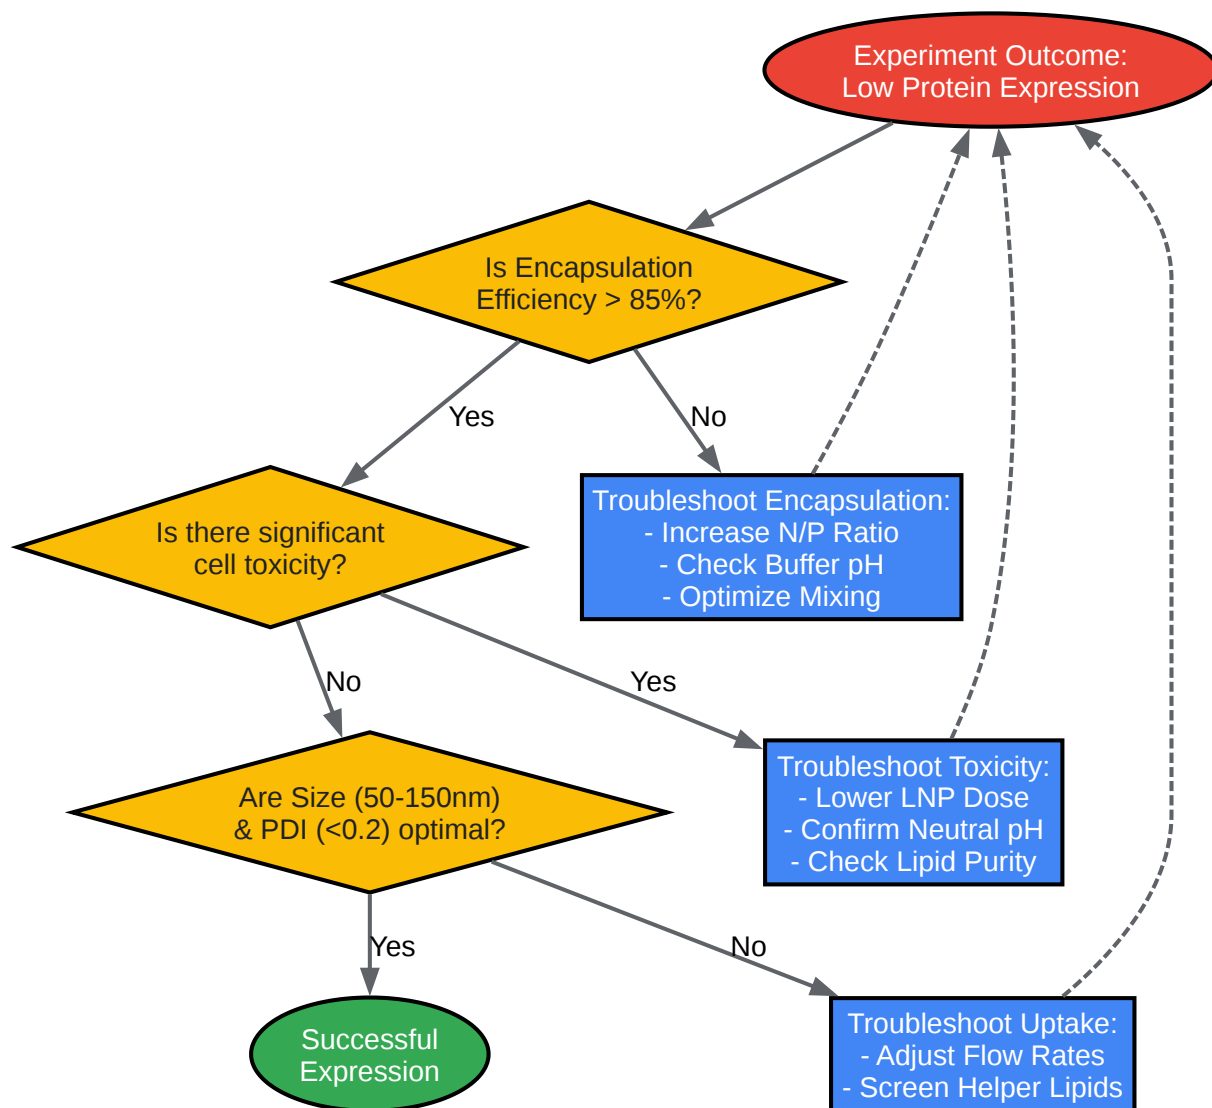 Experiment Outcome:
Low Protein Expression
Is Encapsulation
Efficiency > 85%?
Yes
No
Troubleshoot Encapsulation:
- Increase N/P Ratio
- Check Buffer pH
- Optimize Mixing
Is there significant
cell toxicity?
No
Yes
Troubleshoot Toxicity:
- Lower LNP Dose
- Confirm Neutral pH
- Check Lipid Purity
Are Size (50-150nm)
& PDI (<0.2) optimal?
Yes
No
Successful
Expression
Troubleshoot Uptake:
- Adjust Flow Rates
- Screen Helper Lipids